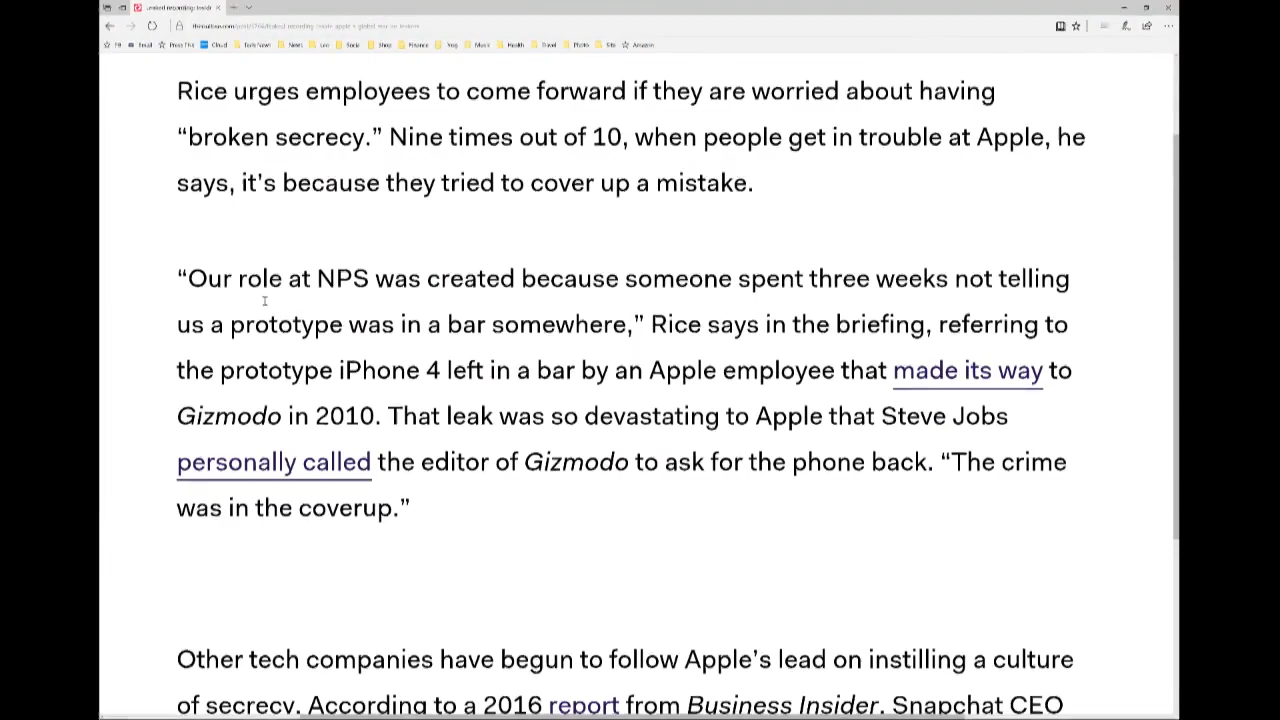 Rice urges employees to come forward if they are worried about having
“broken secrecy.” Nine times out of 10, when people get in trouble at Apple, he
says, it’s because they tried to cover up a mistake.
“Our role at NPS was created because someone spent three weeks not telling
us a prototype was in a bar somewhere,” Rice says in the briefing, referring to
the prototype iPhone 4 left in a bar by an Apple employee that made its way to
Gizmodo in 2010. That leak was so devastating to Apple that Steve Jobs
personally called the editor of Gizmodo to ask for the phone back. “The crime
was in the coverup.”
Other tech companies have begun to follow Apple’s lead on instilling a culture
of secrecy. According to a 2016 report from Business Insider, Snapchat CEO